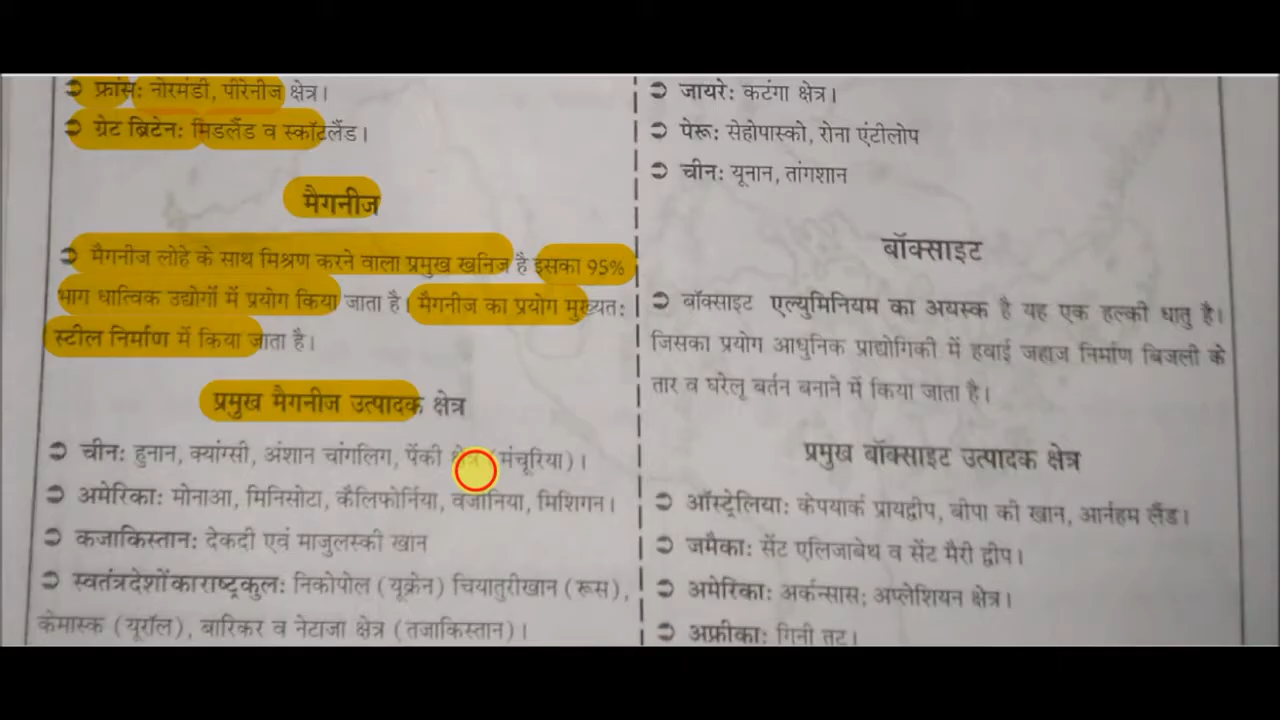 ➲ फ्रांस: नोरमंडी, पीरेनीज क्षेत्र।
➲ ग्रेट ब्रिटेन: मिडलैंड व स्कॉटलैंड।
मैगनीज
➲ मैगनीज लोहे के साथ मिश्रण करने वाला प्रमुख खनिज है इसका 95%
भाग धात्विक उद्योगों में प्रयोग किया जाता है। मैगनीज का प्रयोग मुख्यत:
स्टील निर्माण में किया जाता है।
प्रमुख मैगनीज उत्पादक क्षेत्र
➲ चीन: हुनान, क्यांग्सी, अंशान चांगलिग, पेंकी क्षेत्र (मंचूरिया)।
➲ अमेरिका: मोनाआ, मिनिसोटा, कैलिफोर्निया, वर्जानिया, मिशिगन।
➲ कजाकिस्तान: देकदी एवं माजुलस्की खान
➲ स्वतंत्र देशों का राष्ट्रकुल: निकोपोल (यूक्रेन) चियातुरीखान (रूस),
केमास्क (यूरॉल), बारिकर व नेटाजा क्षेत्र (तजाकिस्तान)।
➲ जायरे: कटंगा क्षेत्र।
➲ पेरू: सेहोपास्को, रोना एंटीलोप
➲ चीन: यूनान, तांगशान
बॉक्साइट
➲ बॉक्साइट एल्युमिनियम का अयस्क है यह एक हल्की धातु है।
जिसका प्रयोग आधुनिक प्राद्योगिकी में हवाई जहाज निर्माण बिजली के
तार व घरेलू बर्तन बनाने में किया जाता है।
प्रमुख बॉक्साइट उत्पादक क्षेत्र
➲ ऑस्ट्रेलिया: केपयार्क प्रायद्वीप, बीपा की खान, आर्नहम लैंड।
➲ जमैका: सेंट एलिजाबेथ व सेंट मैरी द्वीप।
➲ अमेरिका: अर्कन्सास; अप्लेशियन क्षेत्र।
➲ अफ्रीका: गिनी तट।